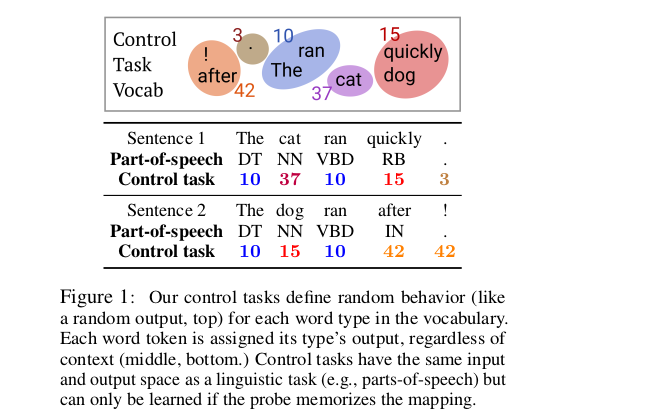 Control
Task
Vocab
! after 42
3 .
10 ran The
37 cat
15 quickly dog
Sentence 1 The cat ran quickly .
Part-of-speech DT NN VBD RB .
Control task 10 37 10 15 3
Sentence 2 The dog ran after !
Part-of-speech DT NN VBD IN .
Control task 10 15 10 42 42
Figure 1: Our control tasks define random behavior (like
a random output, top) for each word type in the vocabulary.
Each word token is assigned its type's output, regardless of
context (middle, bottom.) Control tasks have the same input
and output space as a linguistic task (e.g., parts-of-speech) but
can only be learned if the probe memorizes the mapping.